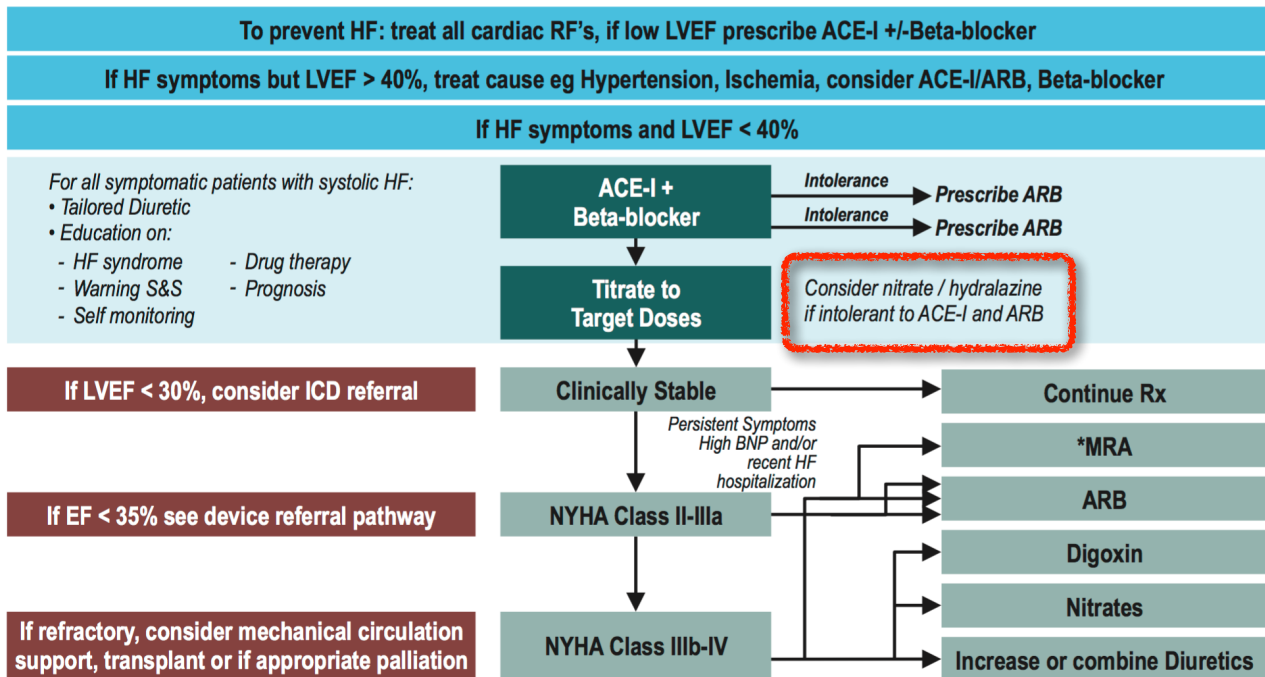 To prevent HF: treat all cardiac RF's, if low LVEF prescribe ACE-I +/-Beta-blocker
If HF symptoms but LVEF > 40%, treat cause eg Hypertension, Ischemia, consider ACE-I/ARB, Beta-blocker
If HF symptoms and LVEF < 40%
For all symptomatic patients with systolic HF:
• Tailored Diuretic
• Education on:
- HF syndrome
- Drug therapy
- Warning S&S
- Prognosis
- Self monitoring
ACE-I +
Beta-blocker
Intolerance
Prescribe ARB
Intolerance
Prescribe ARB
Titrate to
Target Doses
Consider nitrate / hydralazine
if intolerant to ACE-I and ARB
If LVEF < 30%, consider ICD referral
Clinically Stable
Continue Rx
Persistent Symptoms
High BNP and/or
recent HF
hospitalization
*MRA
ARB
If EF < 35% see device referral pathway
NYHA Class II-IIIa
Digoxin
Nitrates
If refractory, consider mechanical circulation
support, transplant or if appropriate palliation
NYHA Class IIIb-IV
Increase or combine Diuretics